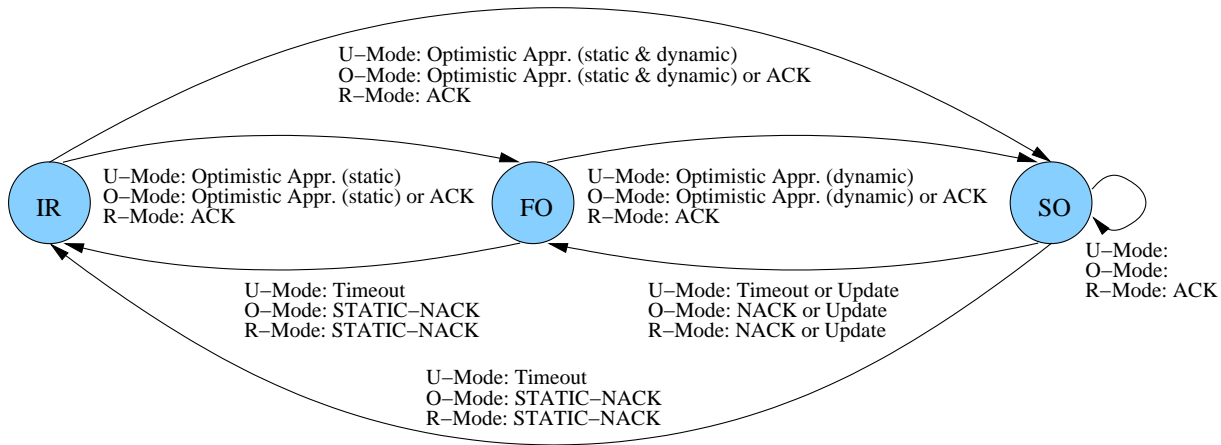 U−Mode: Optimistic Appr. (static & dynamic)
O−Mode: Optimistic Appr. (static & dynamic) or ACK
R−Mode: ACK
IR
U−Mode: Optimistic Appr. (static)
O−Mode: Optimistic Appr. (static) or ACK
R−Mode: ACK
FO
U−Mode: Optimistic Appr. (dynamic)
O−Mode: Optimistic Appr. (dynamic) or ACK
R−Mode: ACK
SO
U−Mode:
O−Mode:
R−Mode: ACK
U−Mode: Timeout
O−Mode: STATIC−NACK
R−Mode: STATIC−NACK
U−Mode: Timeout or Update
O−Mode: NACK or Update
R−Mode: NACK or Update
U−Mode: Timeout
O−Mode: STATIC−NACK
R−Mode: STATIC−NACK